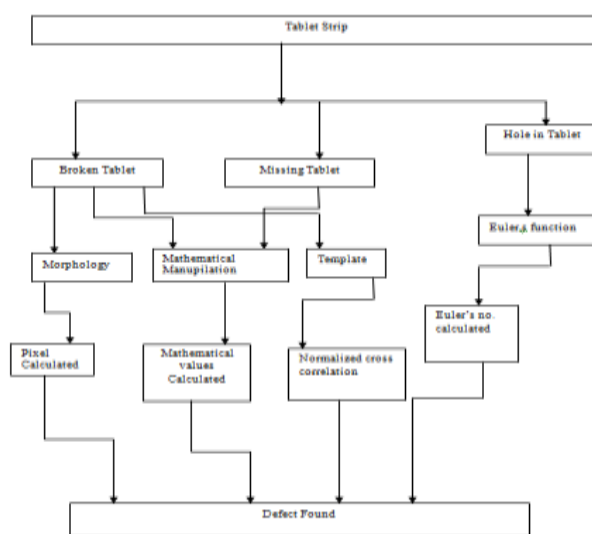 Tablet Strip
Hole in Tablet
Broken Tablet
Missing Tablet
Euler,s function
Morphology
Mathematical
Manupilation
Template
Euler's no.
calculated
Pixel
Calculated
Mathematical
values
Calculated
Normalized cross
correlation
Defect Found